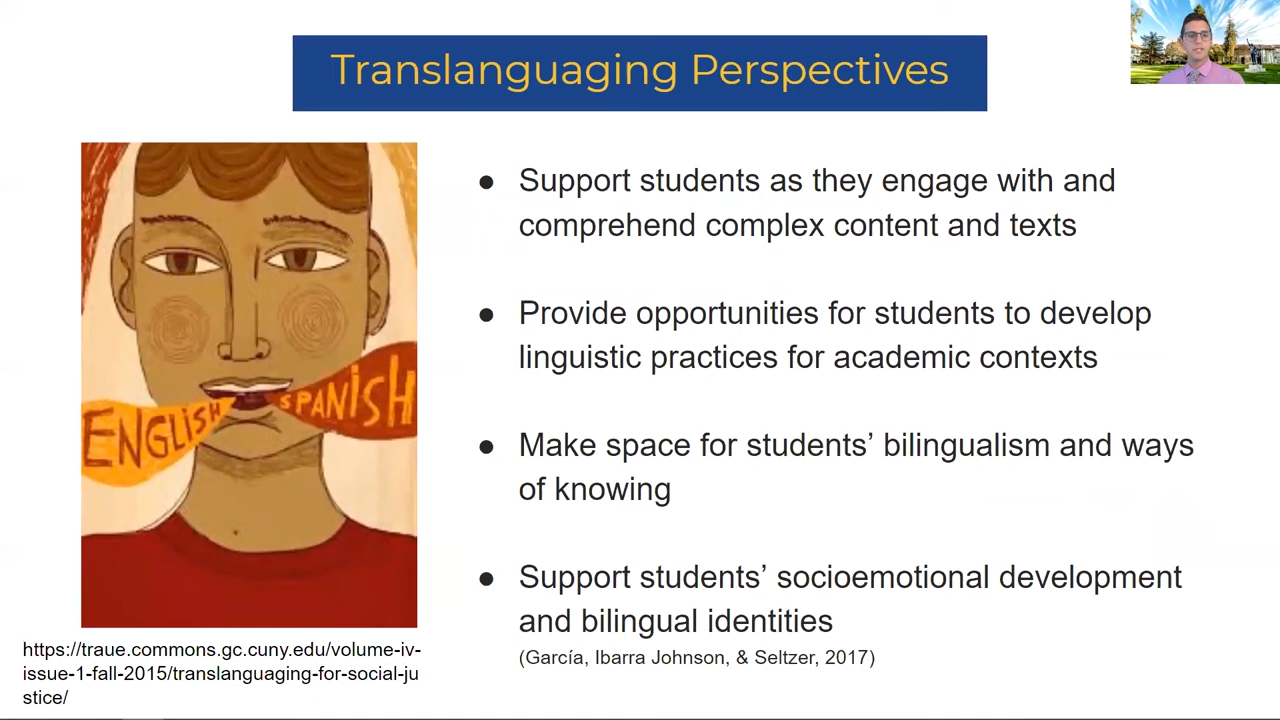 Translanguaging Perspectives
● Support students as they engage with and
comprehend complex content and texts
● Provide opportunities for students to develop
linguistic practices for academic contexts
● Make space for students’ bilingualism and ways
of knowing
● Support students’ socioemotional development
and bilingual identities
(García, Ibarra Johnson, & Seltzer, 2017)
ENGLISH
SPANISH
https://traue.commons.gc.cuny.edu/volume-iv-
issue-1-fall-2015/translanguaging-for-social-ju
stice/